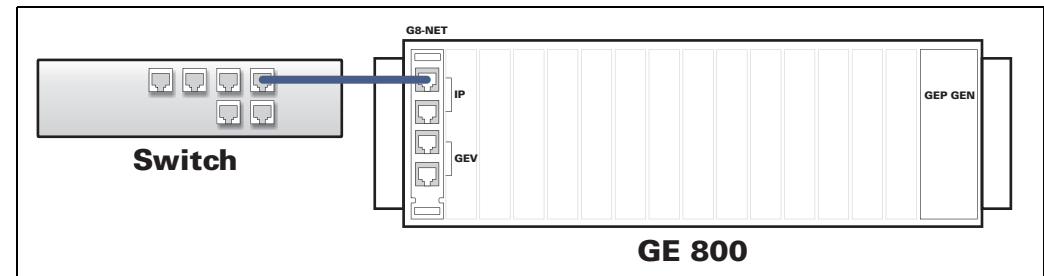 G8-NET
IP
GEP GEN
GEV
Switch
GE 800